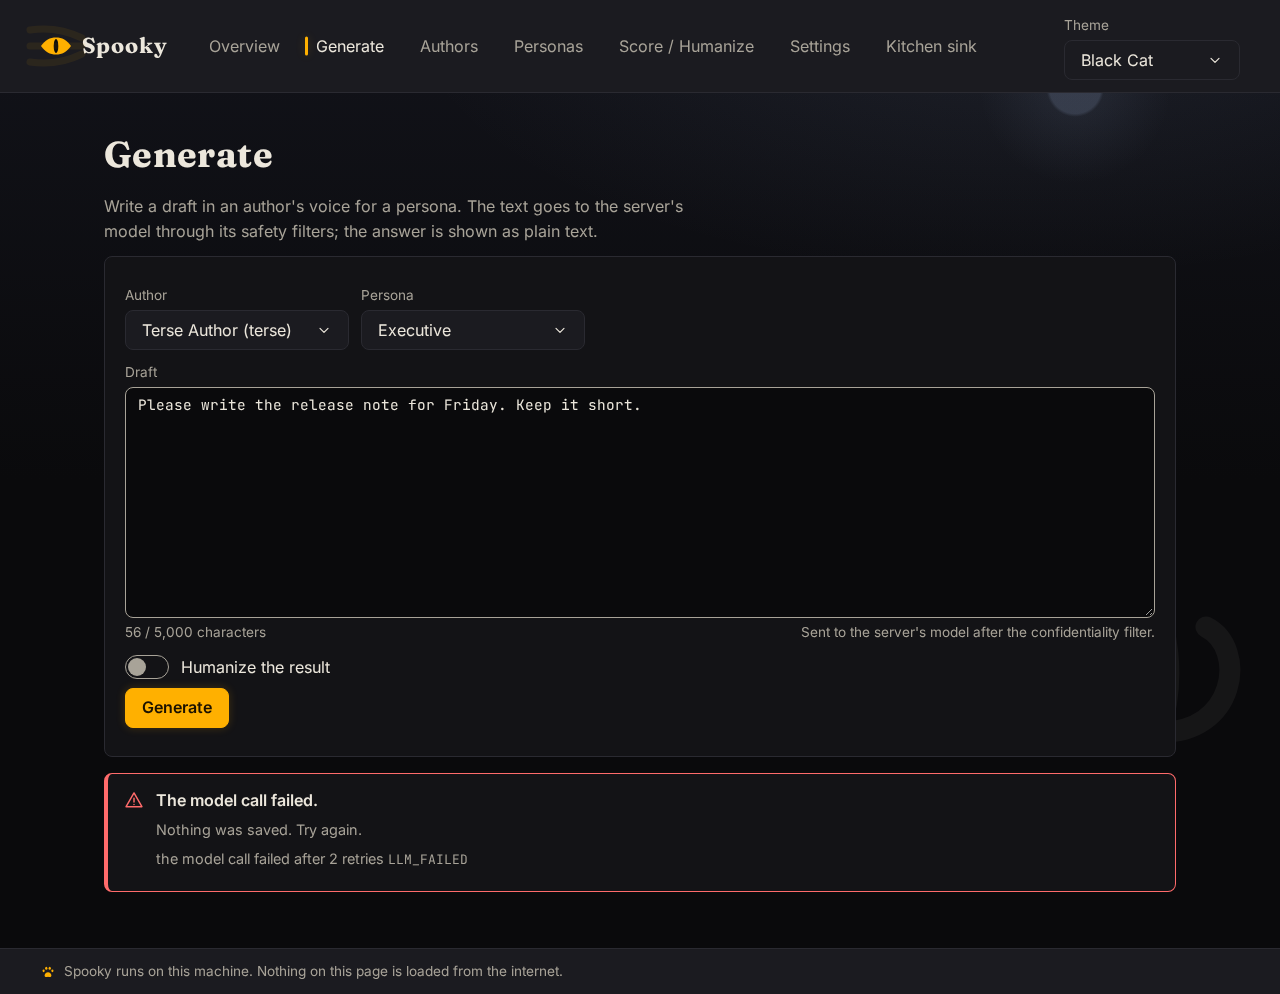 Spooky
Overview
Generate
Authors
Personas
Score / Humanize
Settings
Kitchen sink
Theme
Black Cat
Generate
Write a draft in an author's voice for a persona. The text goes to the server's
model through its safety filters; the answer is shown as plain text.
Author
Persona
Terse Author (terse)
Executive
Draft
Please write the release note for Friday. Keep it short.
56 / 5,000 characters
Sent to the server's model after the confidentiality filter.
Humanize the result
Generate
The model call failed.
Nothing was saved. Try again.
the model call failed after 2 retries LLM_FAILED
Spooky runs on this machine. Nothing on this page is loaded from the internet.